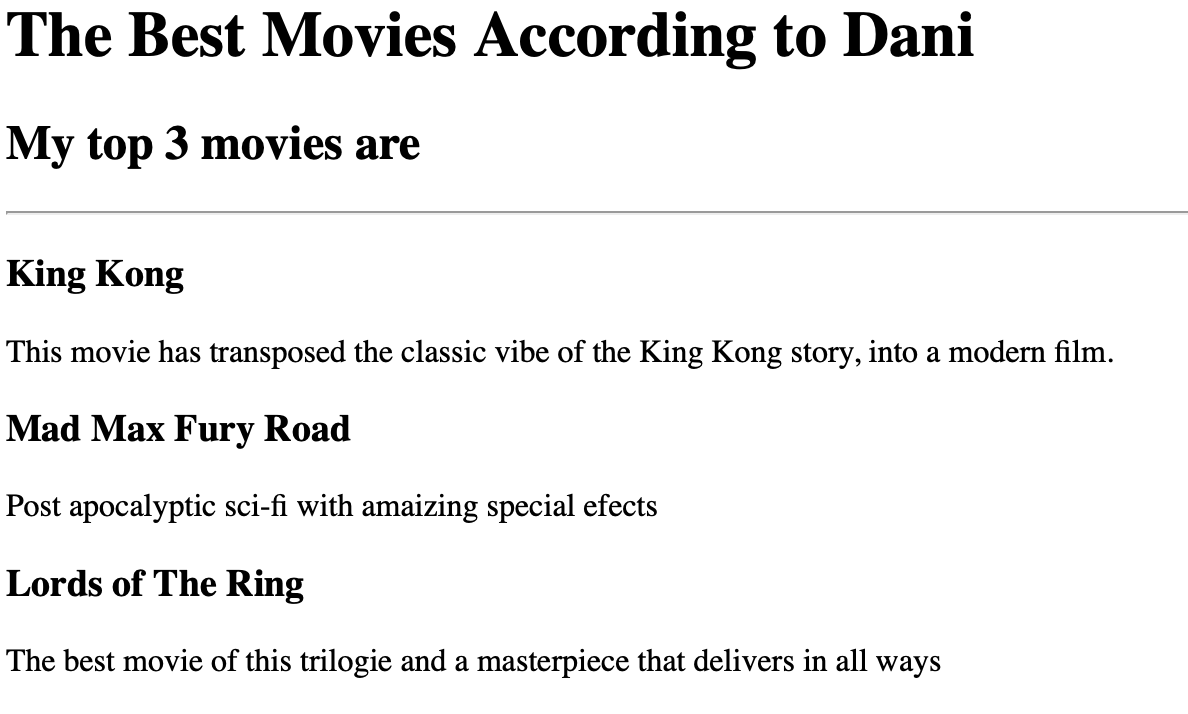 The Best Movies According to Dani
My top 3 movies are
King Kong
This movie has transposed the classic vibe of the King Kong story, into a modern film.
Mad Max Fury Road
Post apocalyptic sci-fi with amaizing special efects
Lords of The Ring
The best movie of this trilogie and a masterpiece that delivers in all ways